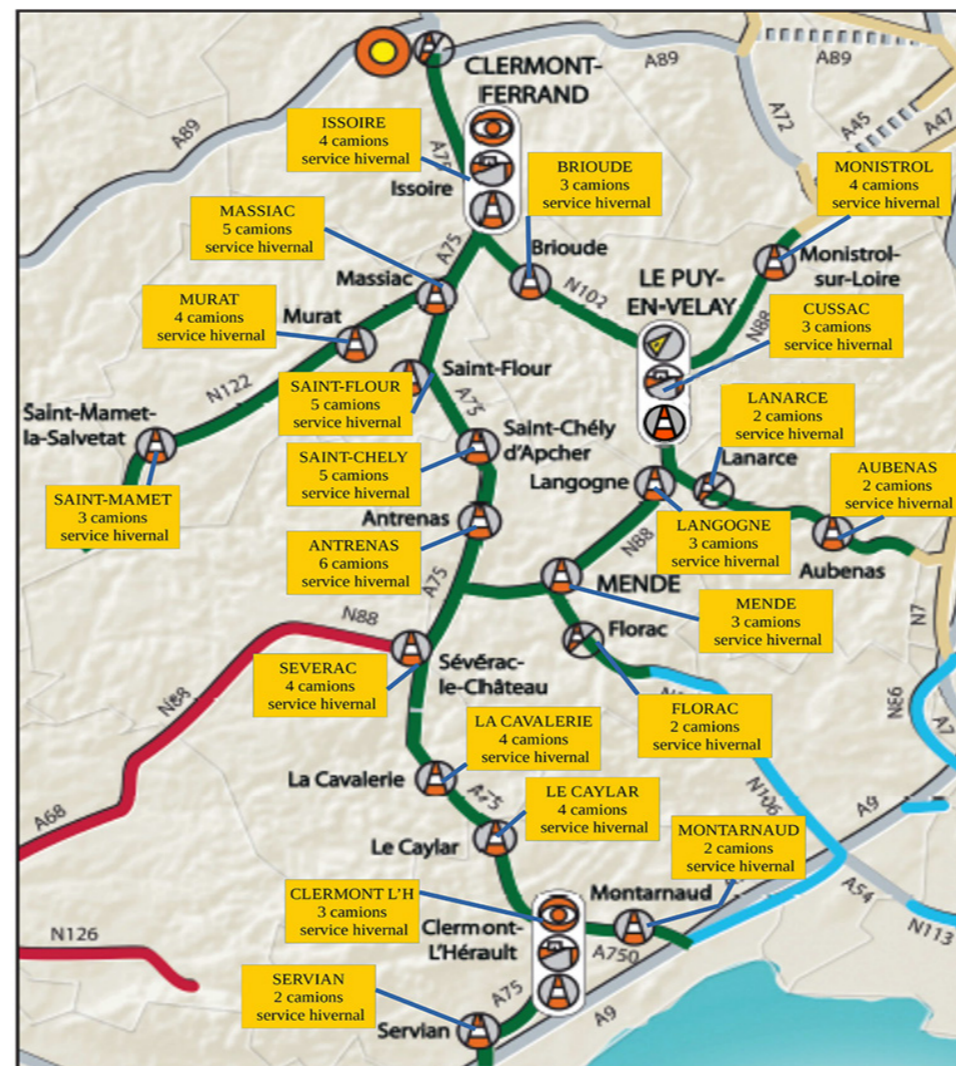 A89
A89
A89
A72
A45
A47
CLERMONT-
FERRAND
ISSOIRE
4 camions
service hivernal
A75
Issoire
BRIOUDE
3 camions
service hivernal
MONISTROL
4 camions
service hivernal
MASSIAC
5 camions
service hivernal
A75
Brioude
Monistrol-
sur-Loire
Massiac
LE PUY-
EN-VELAY
MURAT
4 camions
service hivernal
Murat
N102
N88
CUSSAC
3 camions
service hivernal
Saint-Flour
N122
SAINT-FLOUR
5 camions
service hivernal
A75
LANARCE
2 camions
service hivernal
Saint-Mamet-
la-Salvetat
Saint-Chély
d'Apcher
Lanarce
SAINT-CHELY
5 camions
service hivernal
Langogne
AUBENAS
2 camions
service hivernal
SAINT-MAMET
3 camions
service hivernal
Antrenas
LANGOGNE
3 camions
service hivernal
ANTRENAS
6 camions
service hivernal
N88
Aubenas
A75
MENDE
MENDE
3 camions
service hivernal
N88
N7
Florac
SEVERAC
4 camions
service hivernal
Sévérac-
le-Château
N88
FLORAC
2 camions
service hivernal
N86
A7
LA CAVALERIE
4 camions
service hivernal
La Cavalerie
A75
LE CAYLAR
4 camions
service hivernal
N106
A9
A68
Le Caylar
MONTARNAUD
2 camions
service hivernal
CLERMONT L'H
3 camions
service hivernal
Montarnaud
A54
Clermont-
L'Hérault
N113
N126
A750
SERVIAN
2 camions
service hivernal
A75
A9
Servian